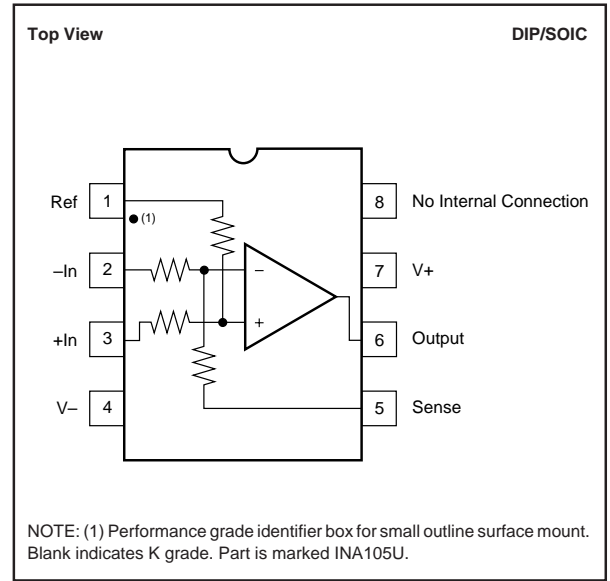 Top View
DIP/SOIC
Ref 1
(1)
8 No Internal Connection
–In 2
–
7 V+
+In 3
+
6 Output
V– 4
5 Sense
NOTE: (1) Performance grade identifier box for small outline surface mount.
Blank indicates K grade. Part is marked INA105U.